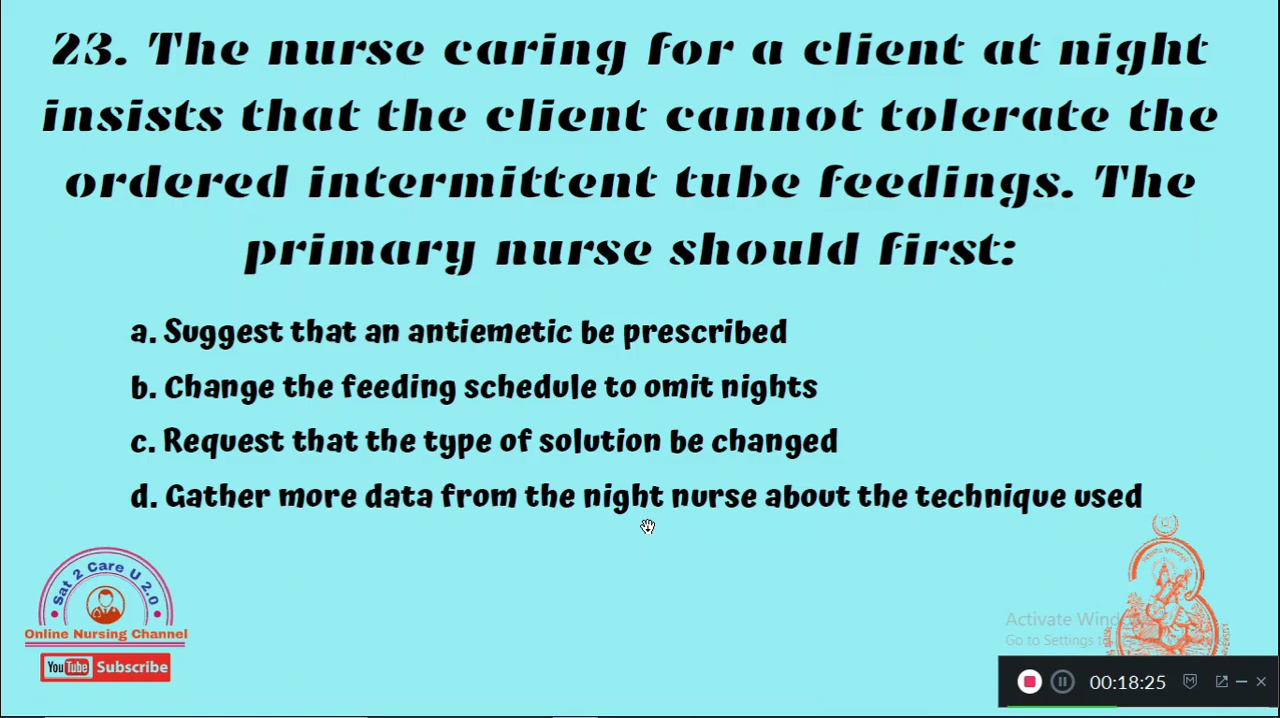 23. The nurse caring for a client at night
insists that the client cannot tolerate the
ordered intermittent tube feedings. The
primary nurse should first:
a. Suggest that an antiemetic be prescribed
b. Change the feeding schedule to omit nights
c. Request that the type of solution be changed
d. Gather more data from the night nurse about the technique used
Sat 2 Care U 2.0
Online Nursing Channel
YouTube Subscribe
Activate Wind
Go to Settings t
00:18:25